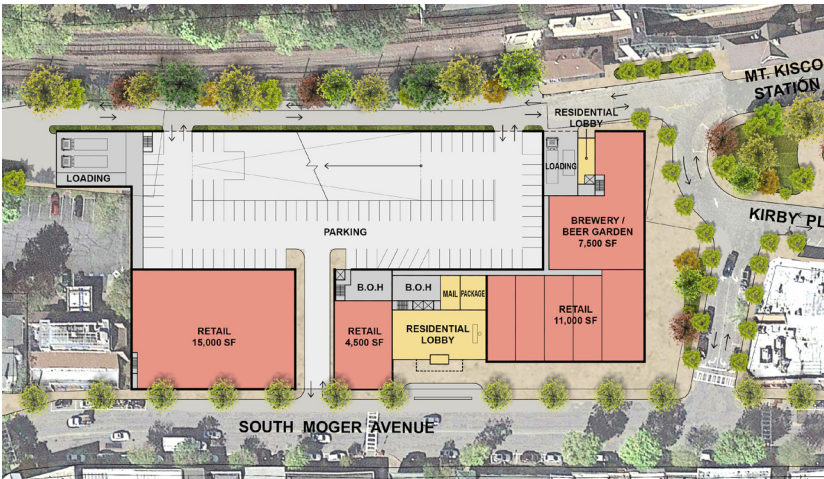 MT. KISCO
STATION
RESIDENTIAL
LOBBY
LOADING
LOADING
BREWERY /
BEER GARDEN
7,500 SF
KIRBY PL
PARKING
B.O.H
B.O.H
MAIL
PACKAGE
RETAIL
15,000 SF
RETAIL
4,500 SF
RESIDENTIAL
LOBBY
RETAIL
11,000 SF
SOUTH MOGER AVENUE